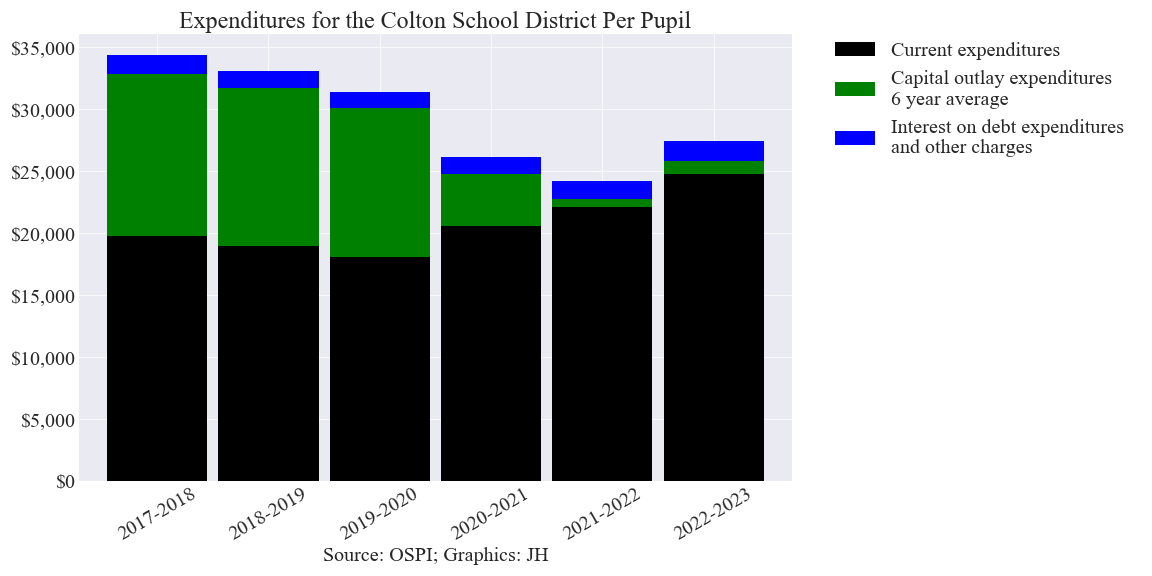 Expenditures for the Colton School District Per Pupil
$35,000
$30,000
$25,000
$20,000
$15,000
$10,000
$5,000
$0
2017-2018
2018-2019
2019-2020
2020-2021
2021-2022
2022-2023
Source: OSPI; Graphics: JH
Current expenditures
Capital outlay expenditures
6 year average
Interest on debt expenditures
and other charges